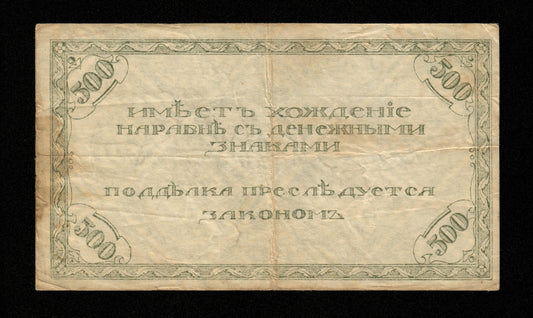 500 500
ИМѢЕТЪ ХОЖДЕНІЕ
НАРАВНѢ СЪ ДЕНЕЖНЫМИ
ЗНАКАМИ
ПОДДѢЛКА ПРЕСЛѢДУЕТСЯ
ЗАКОНОМЪ
500 500